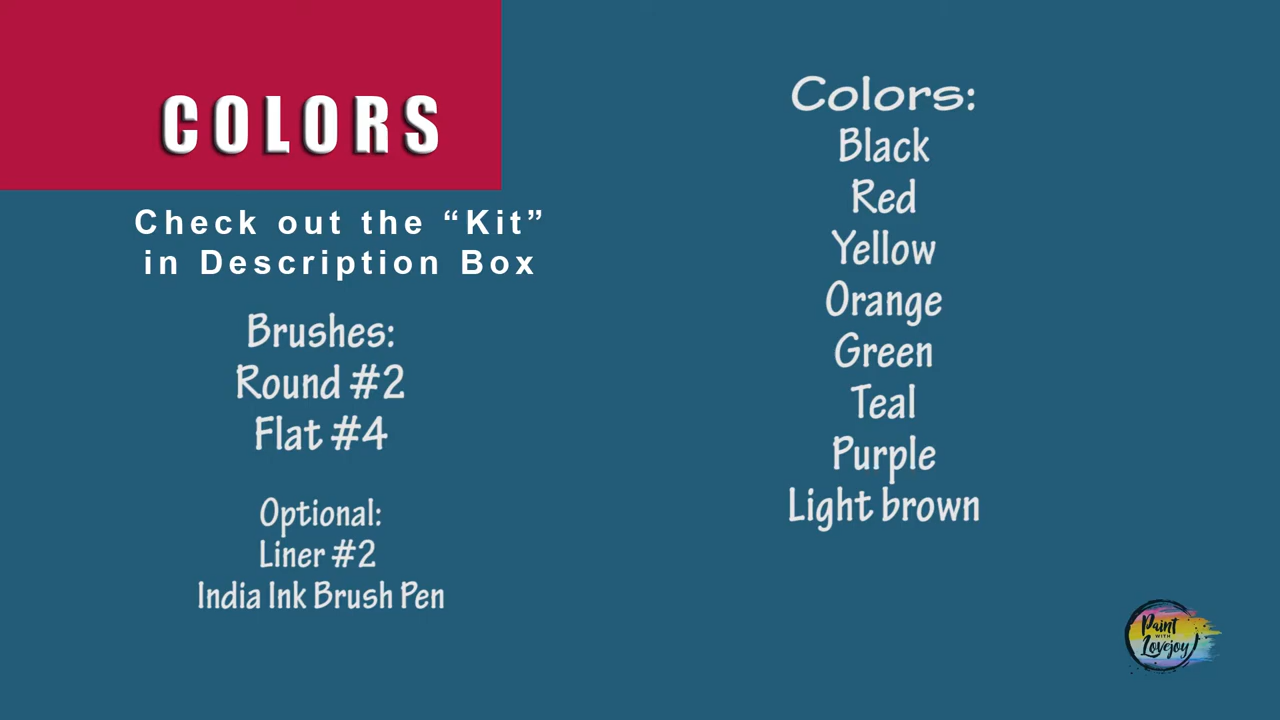 COLORS
Check out the “Kit”
in Description Box
Brushes:
Round #2
Flat #4
Optional:
Liner #2
India Ink Brush Pen
Colors:
Black
Red
Yellow
Orange
Green
Teal
Purple
Light brown
Paint
WITH
Lovejoy